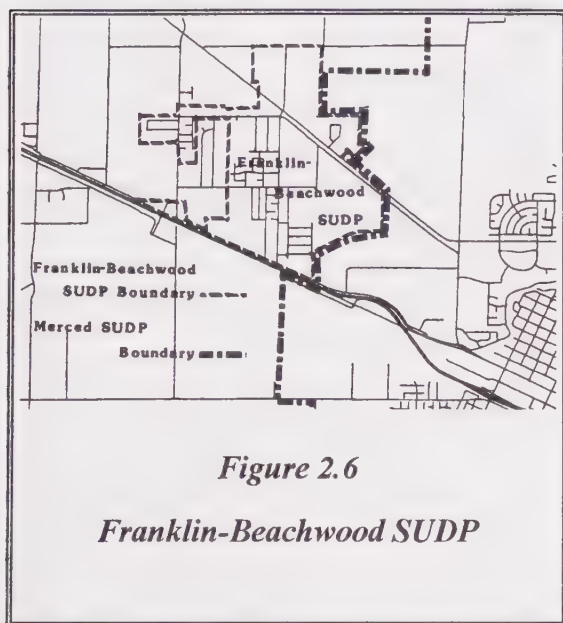 Franklin-
Beachwood
SUDP
Franklin-Beachwood
SUDP Boundary
Merced SUDP
Boundary
Figure 2.6
Franklin-Beachwood SUDP